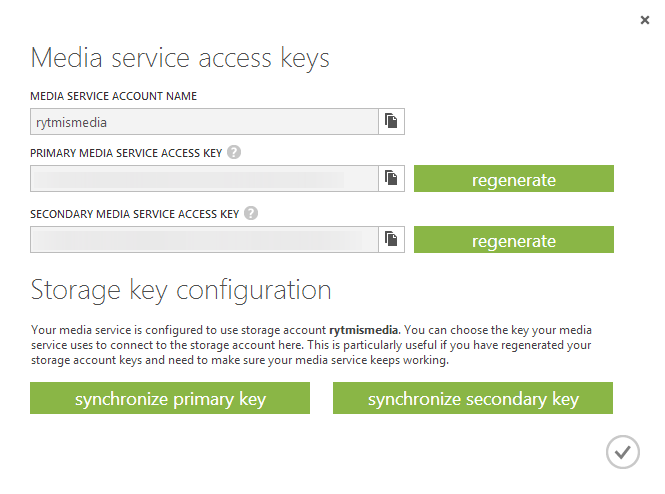 Media service access keys
MEDIA SERVICE ACCOUNT NAME
rytmismedia
PRIMARY MEDIA SERVICE ACCESS KEY ?
regenerate
SECONDARY MEDIA SERVICE ACCESS KEY ?
regenerate
Storage key configuration
Your media service is configured to use storage account rytmismedia. You can choose the key your media
service uses to connect to the storage account here. This is particularly useful if you have regenerated your
storage account keys and need to make sure your media service keeps working.
synchronize primary key
synchronize secondary key